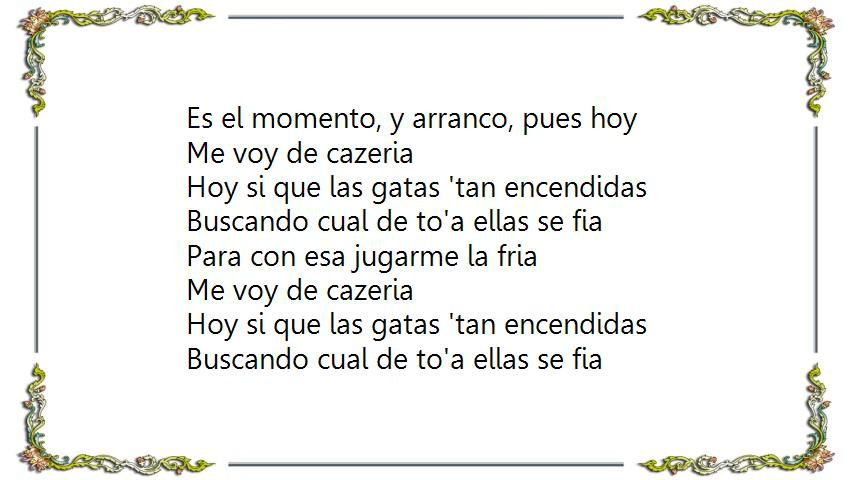 Es el momento, y arranco, pues hoy
Me voy de cazeria
Hoy si que las gatas 'tan encendidas
Buscando cual de to'a ellas se fia
Para con esa jugarme la fria
Me voy de cazeria
Hoy si que las gatas 'tan encendidas
Buscando cual de to'a ellas se fia